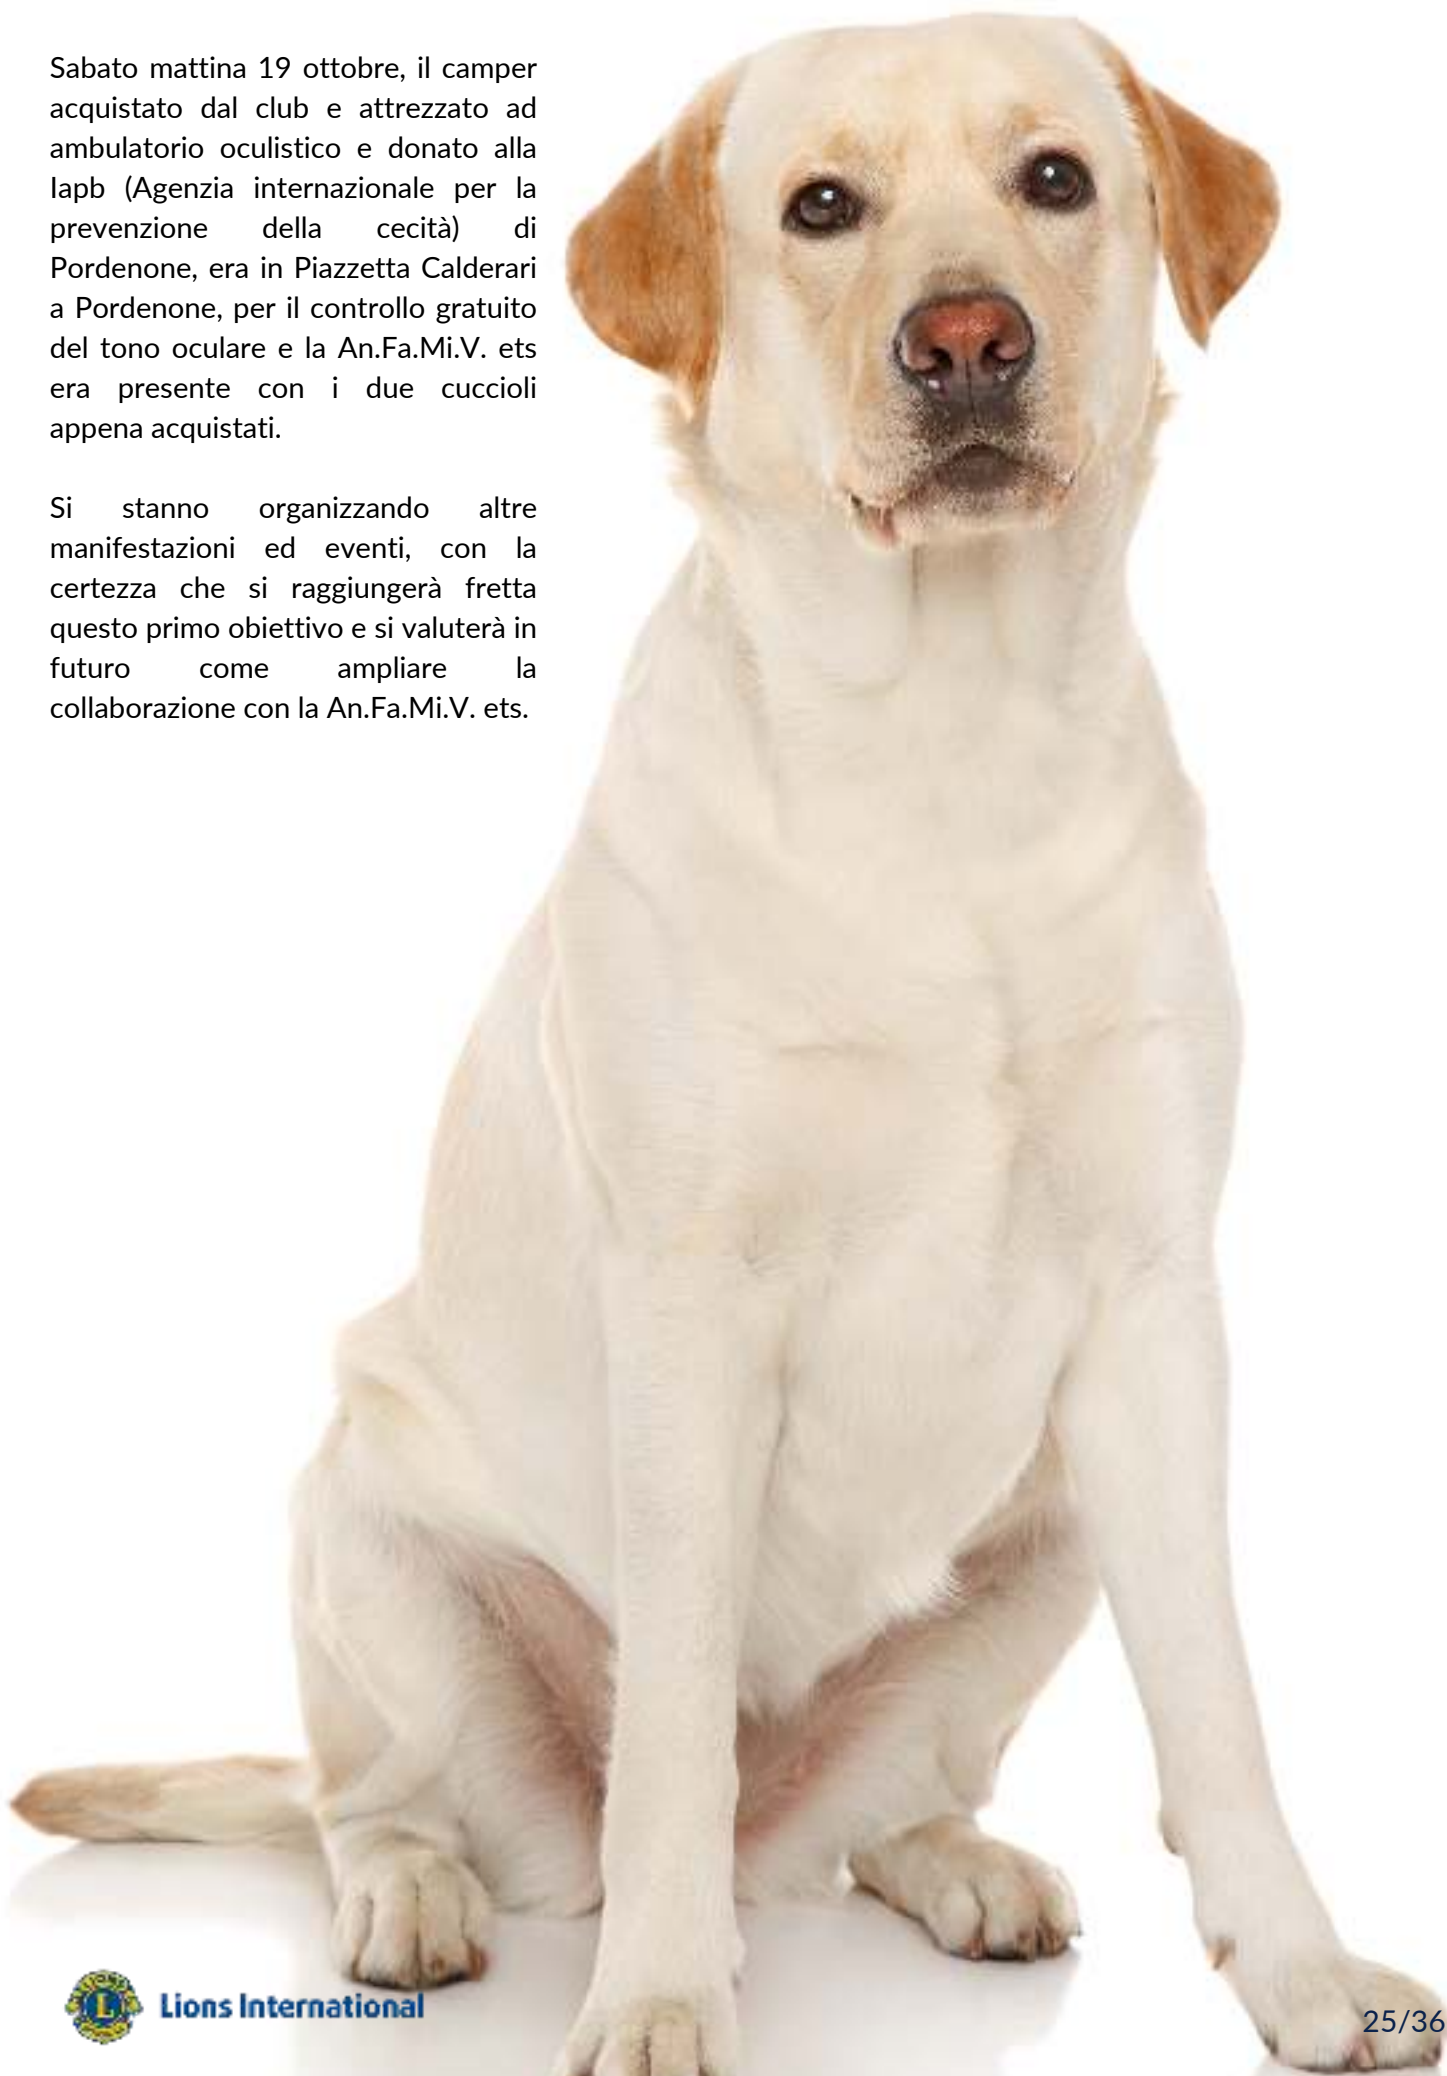 Sabato mattina 19 ottobre, il camper
acquistato dal club e attrezzato ad
ambulatorio oculistico e donato alla
Iapb (Agenzia internazionale per la
prevenzione della cecità) di
Pordenone, era in Piazzetta Calderari
a Pordenone, per il controllo gratuito
del tono oculare e la An.Fa.Mi.V. ets
era presente con i due cuccioli
appena acquistati.
Si stanno organizzando altre
manifestazioni ed eventi, con la
certezza che si raggiungerà fretta
questo primo obiettivo e si valuterà in
futuro come ampliare la
collaborazione con la An.Fa.Mi.V. ets.
L
Lions International
25/36